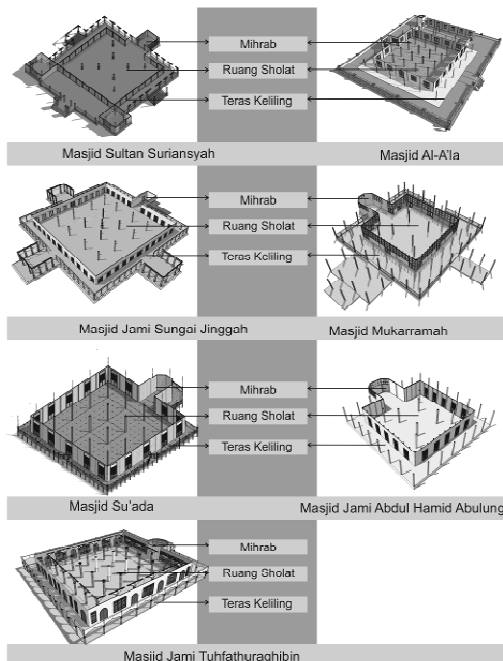 Mihrab
Ruang Sholat
Teras Keliling
Masjid Sultan Suriansyah
Masjid Al-A'la
Mihrab
Ruang Sholat
Teras Keliling
Masjid Jami Sungai Jinggah
Masjid Mukarramah
Mihrab
Ruang Sholat
Teras Keliling
Masjid Su'ada
Masjid Jami Abdul Hamid Abulung
Mihrab
Ruang Sholat
Teras Keliling
Masjid Jami Tuhfathuraghibin